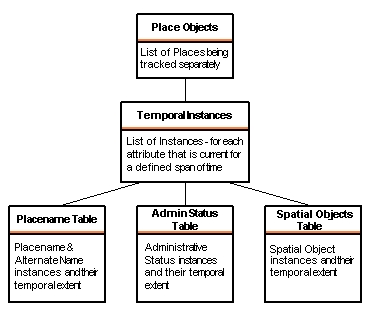 Place Objects
List of Places being
tracked separately
Temporal Instances
List of Instances - for each
attribute that is current for
a defined span of time
Placename Table
Placename &
Alternate Name
instances and their
temporal extent
Admin Status
Table
Administrative
Status instances
and their temporal
extent
Spatial Objects
Table
Spatial Object
instances and their
temporal extent